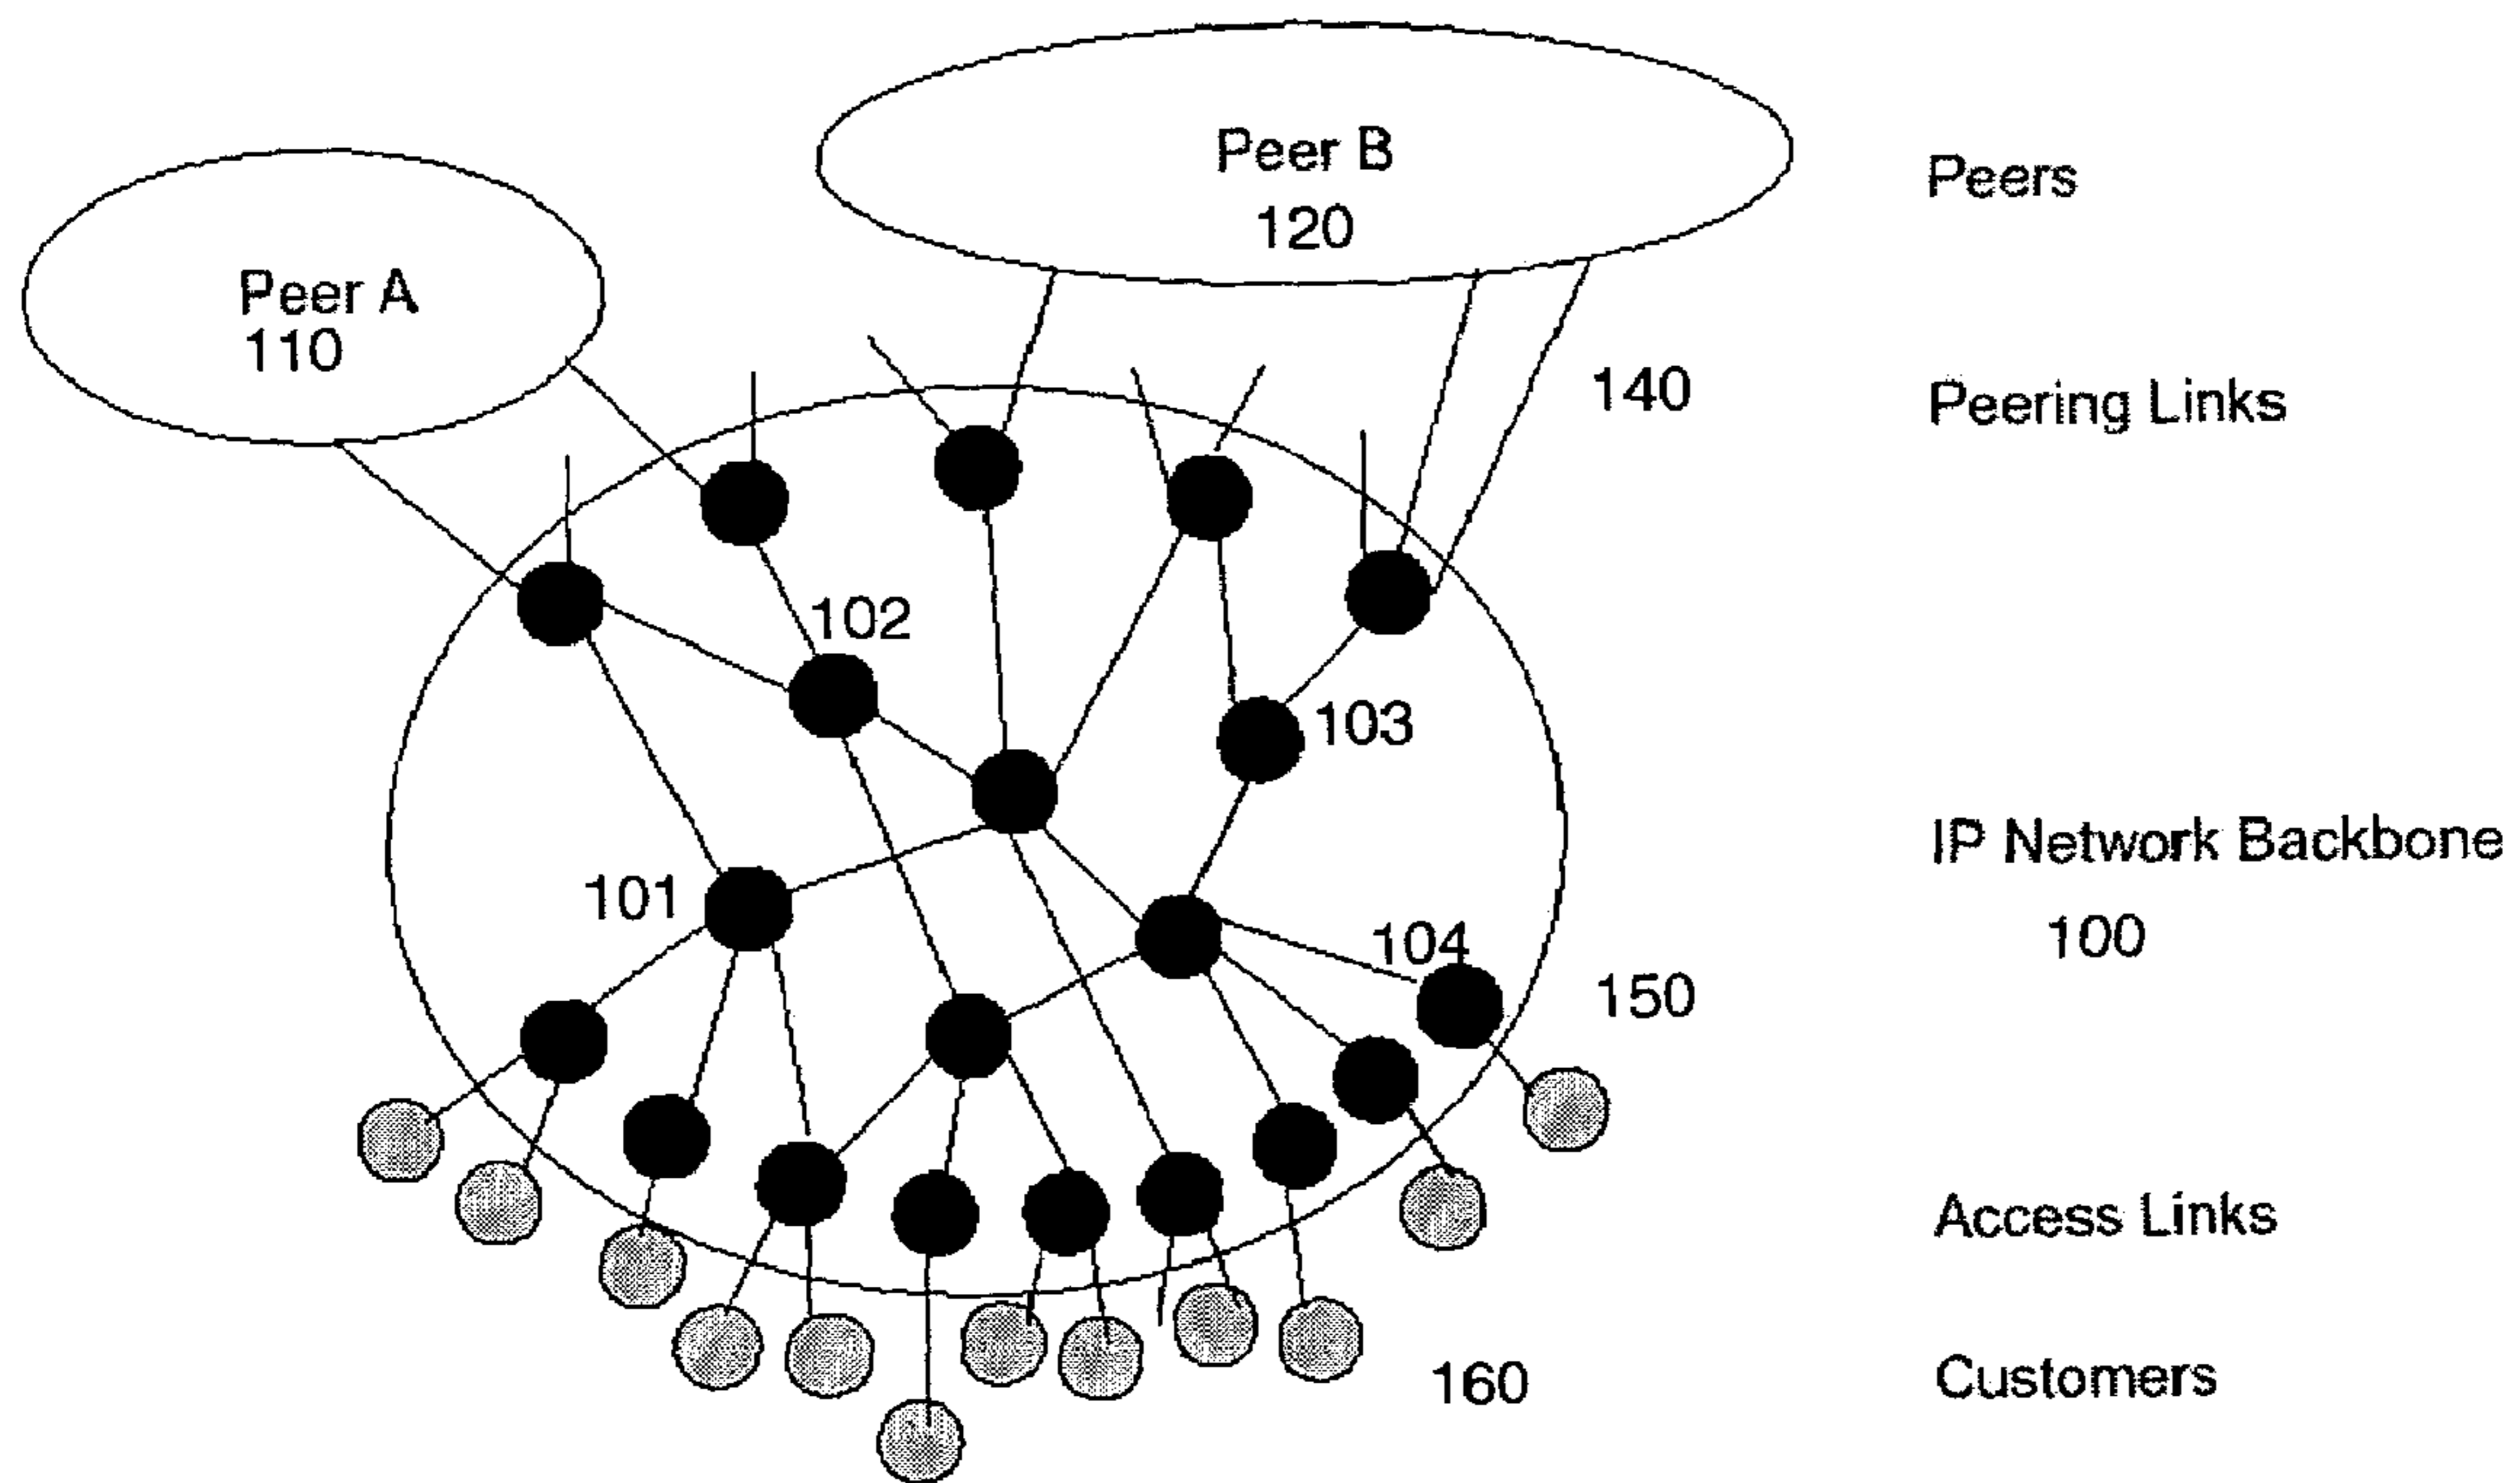 Peer B
120
Peers
Peer A
110
140
Peering Links
102
103
IP Network Backbone
100
101
104
150
Access Links
160
Customers